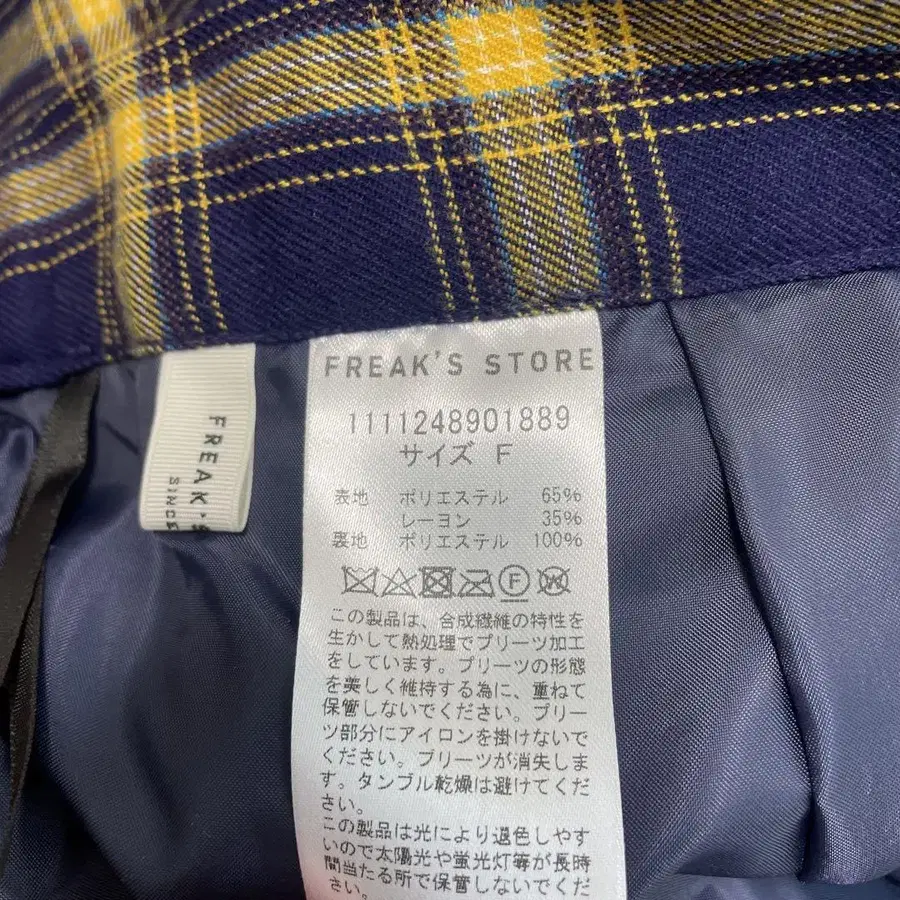 FREAK'S
SINCE
FREAK'S STORE
1111248901889
サイズ F
表地 ポリエステル 65%
レーヨン 35%
裏地 ポリエステル 100%
F W
この製品は、合成繊維の特性を
生かして熱処理でプリーツ加工
をしています。プリーツの形態
を美しく維持する為に、重ねて
保管しないでください。プリー
ツ部分にアイロンを掛けないで
ください。プリーツが消失しま
す。タンブル乾燥は避けてくだ
さい。
この製品は光により退色しやす
いので太陽光や蛍光灯等が長時
間当たる所で保管しないでくだ
さい。